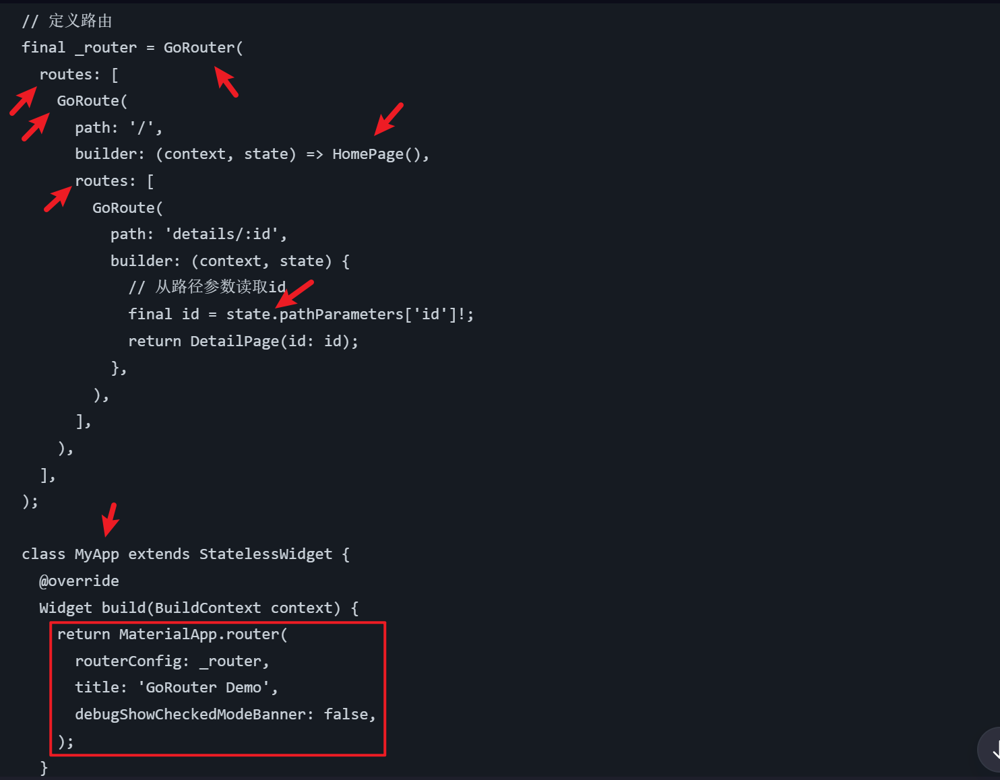 // 定义路由
final _router = GoRouter(
  routes: [
    GoRoute(
      path: '/',
      builder: (context, state) => HomePage(),
      routes: [
        GoRoute(
          path: 'details/:id',
          builder: (context, state) {
            // 从路径参数读取id
            final id = state.pathParameters['id']!;
            return DetailPage(id: id);
          },
        ),
      ],
    ),
  ],
);

class MyApp extends StatelessWidget {
  @override
  Widget build(BuildContext context) {
    return MaterialApp.router(
      routerConfig: _router,
      title: 'GoRouter Demo',
      debugShowCheckedModeBanner: false,
    );
  }